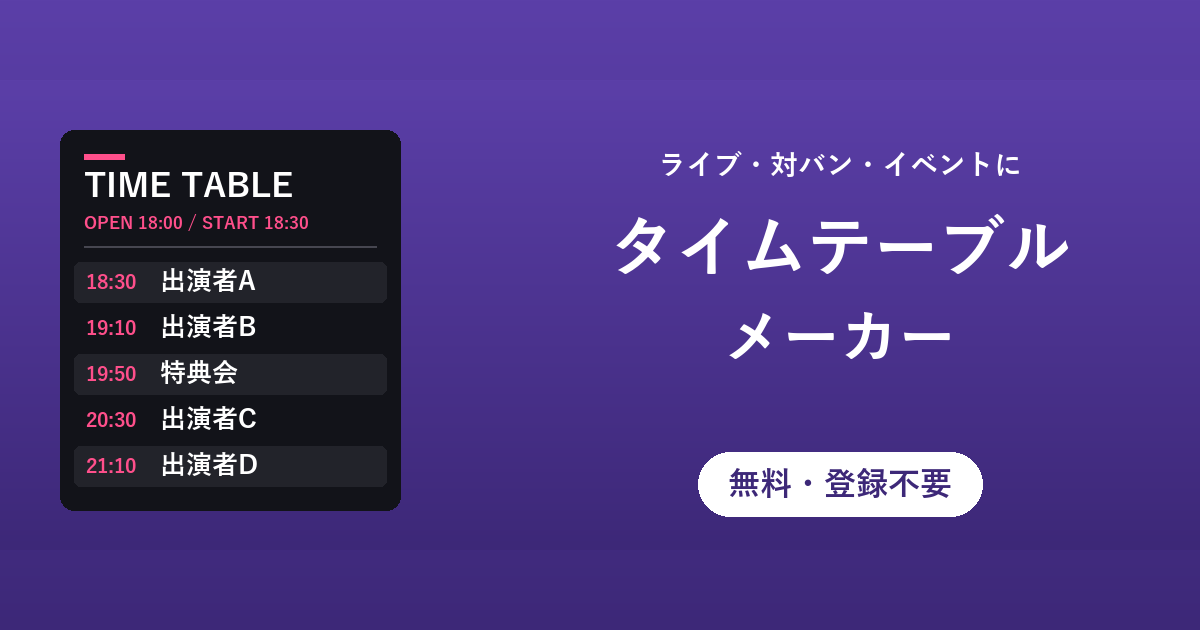 TIME TABLE
OPEN 18:00 / START 18:30
18:30 出演者A
19:10 出演者B
19:50 特典会
20:30 出演者C
21:10 出演者D
ライブ・対バン・イベントに
タイムテーブル
メーカー
無料・登録不要